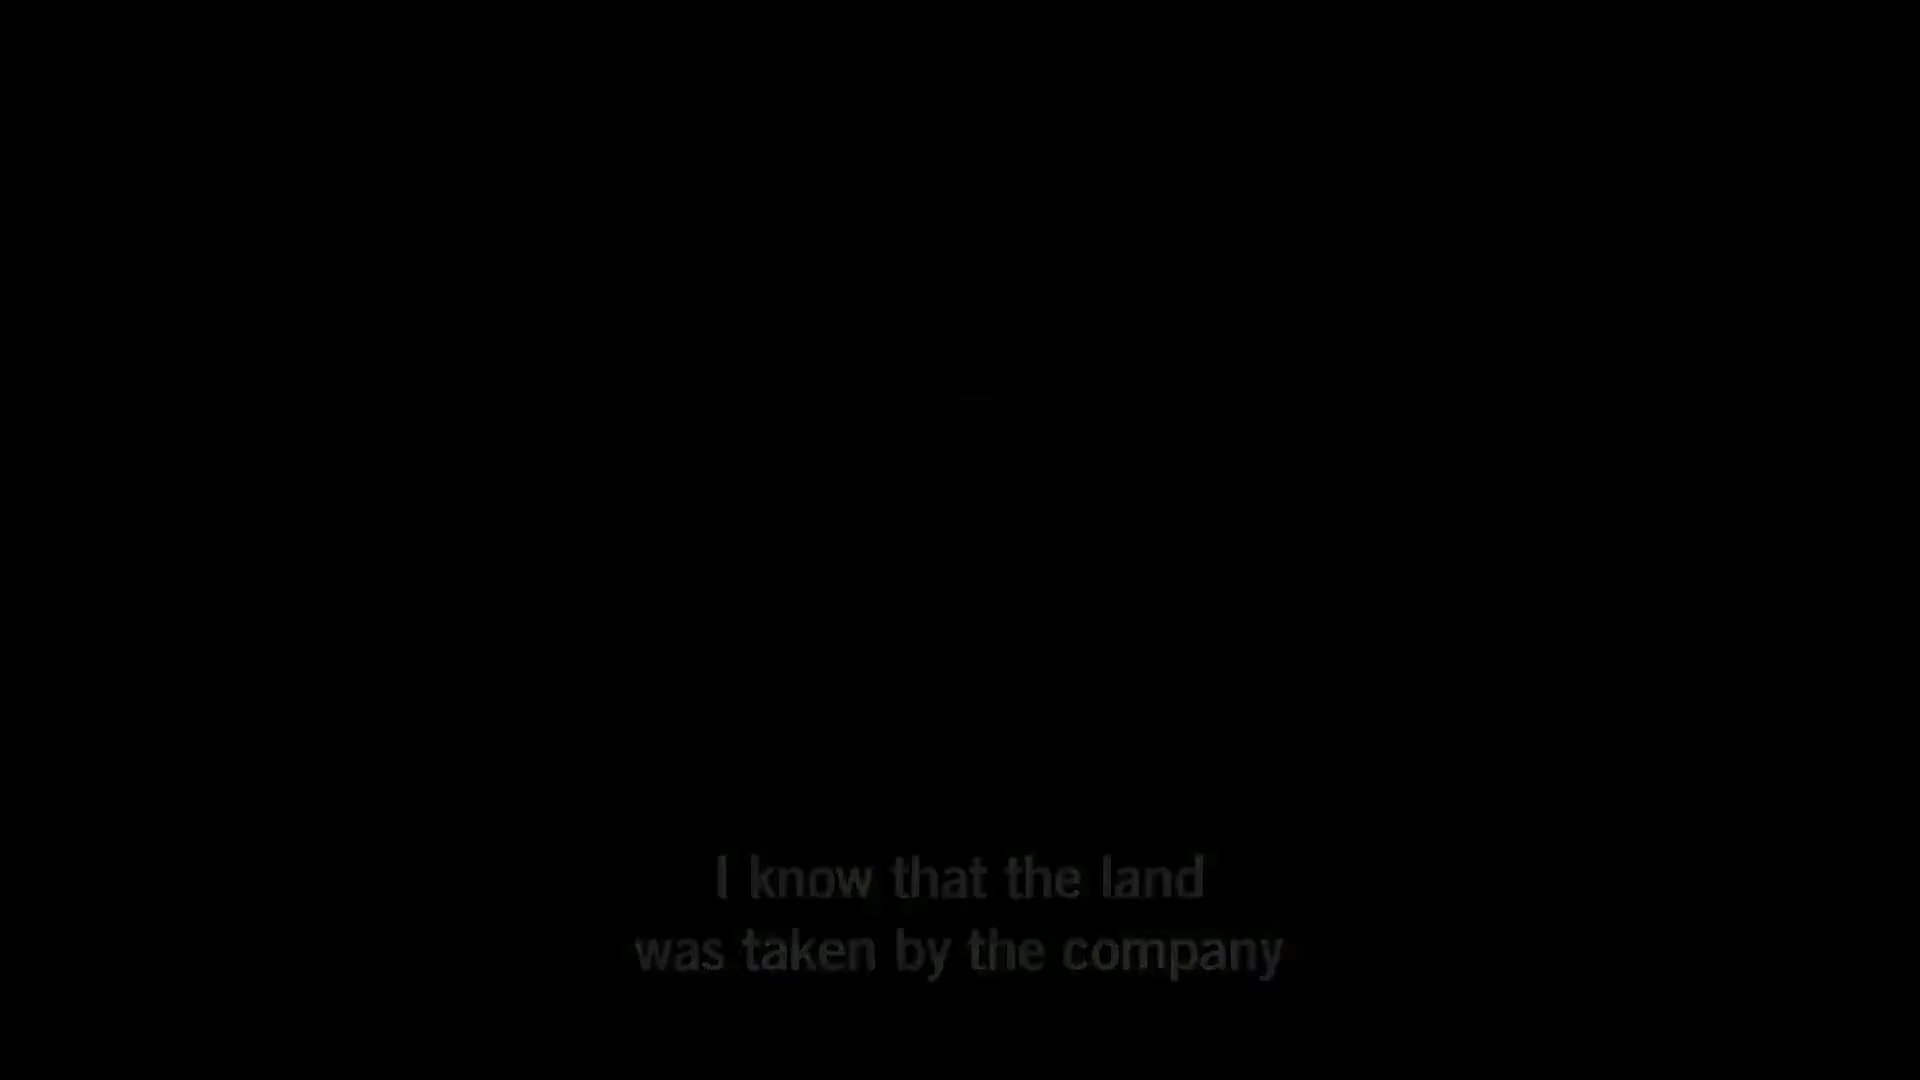 I know that the land
was taken by the company